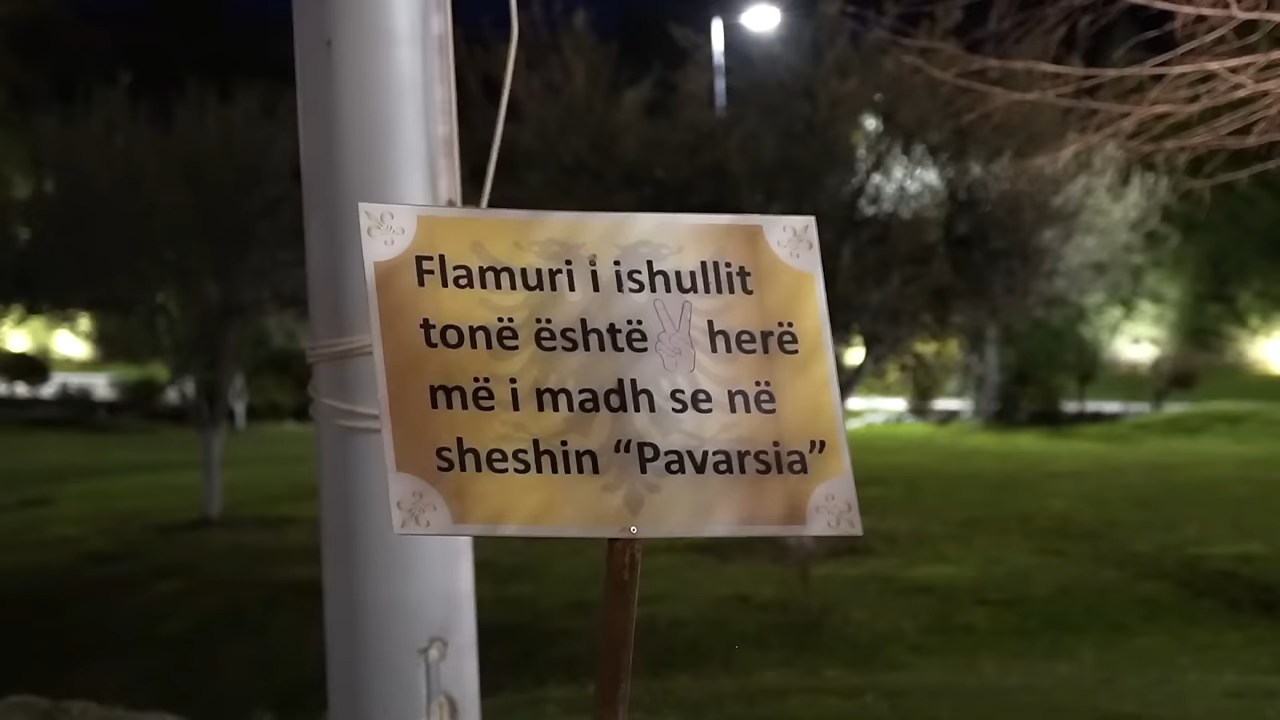 Flamuri i ishullit
tonë është ✌ herë
më i madh se në
sheshin “Pavarsia”